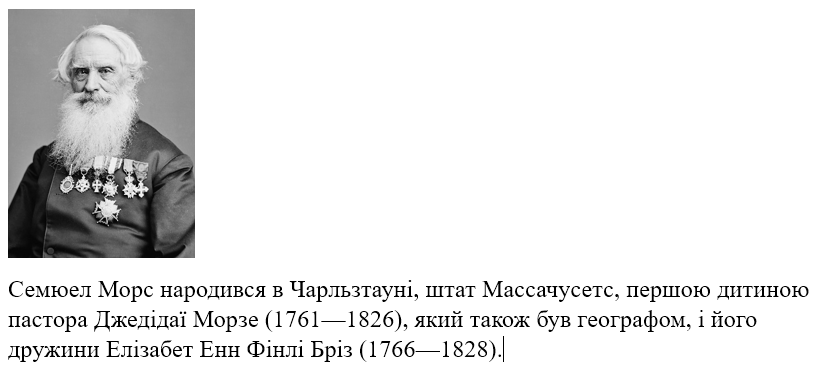 Семюел Морс народився в Чарльзтауні, штат Массачусетс, першою дитиною
пастора Джедідаї Морзе (1761—1826), який також був географом, і його
дружини Елізабет Енн Фінлі Бріз (1766—1828).